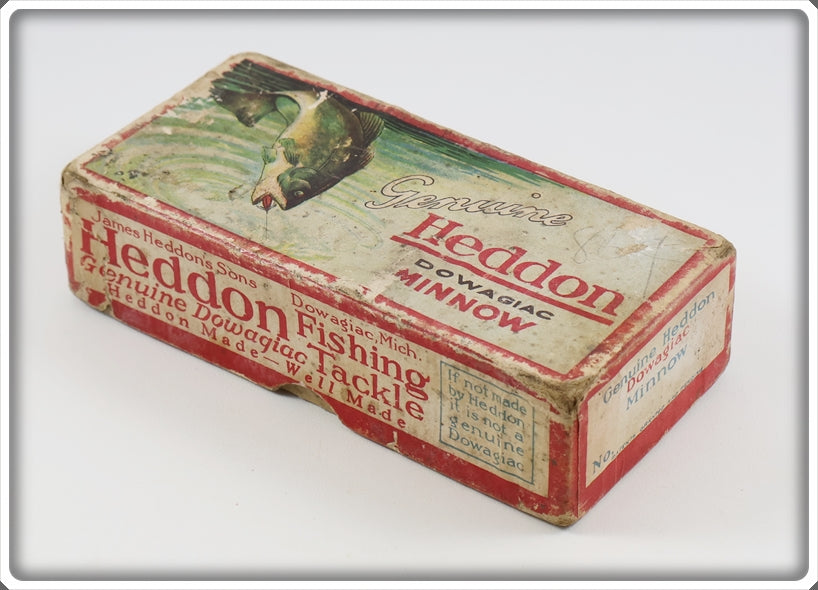 Genuine
Heddon
DOWAGIAC
MINNOW
James Heddon's Sons Dowagiac, Mich.
Heddon Fishing
Genuine Dowagiac Tackle
Heddon Made - Well Made
If not made
by Heddon
it is not a
genuine
Dowagiac
Genuine Heddon
Dowagiac
Minnow
No.